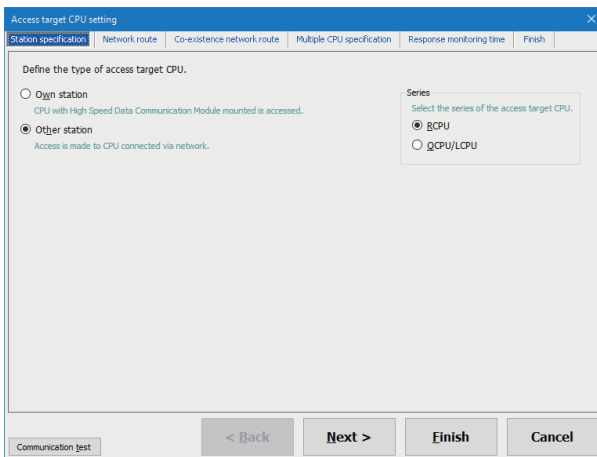 Access target CPU setting
Station specification Network route Co-existence network route Multiple CPU specification Response monitoring time Finish
Define the type of access target CPU.
Own station
CPU with High Speed Data Communication Module mounted is accessed.
Other station
Access is made to CPU connected via network.
Series
Select the series of the access target CPU.
RCPU
QCPU/LCPU
Communication test
< Back Next > Finish Cancel